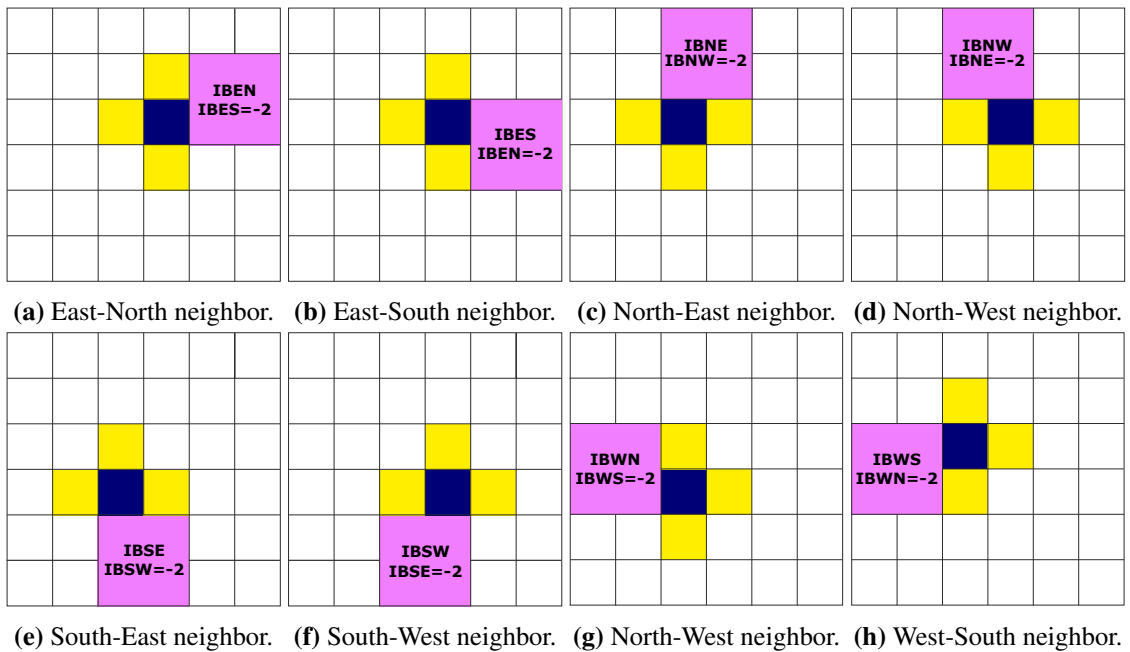 IBEN
IBES=-2
IBES
IBEN=-2
IBNE
IBNW=-2
IBNW
IBNE=-2
(a) East-North neighbor.
(b) East-South neighbor.
(c) North-East neighbor.
(d) North-West neighbor.
IBSE
IBSW=-2
IBSW
IBSE=-2
IBWN
IBWS=-2
IBWS
IBWN=-2
(e) South-East neighbor.
(f) South-West neighbor.
(g) North-West neighbor.
(h) West-South neighbor.